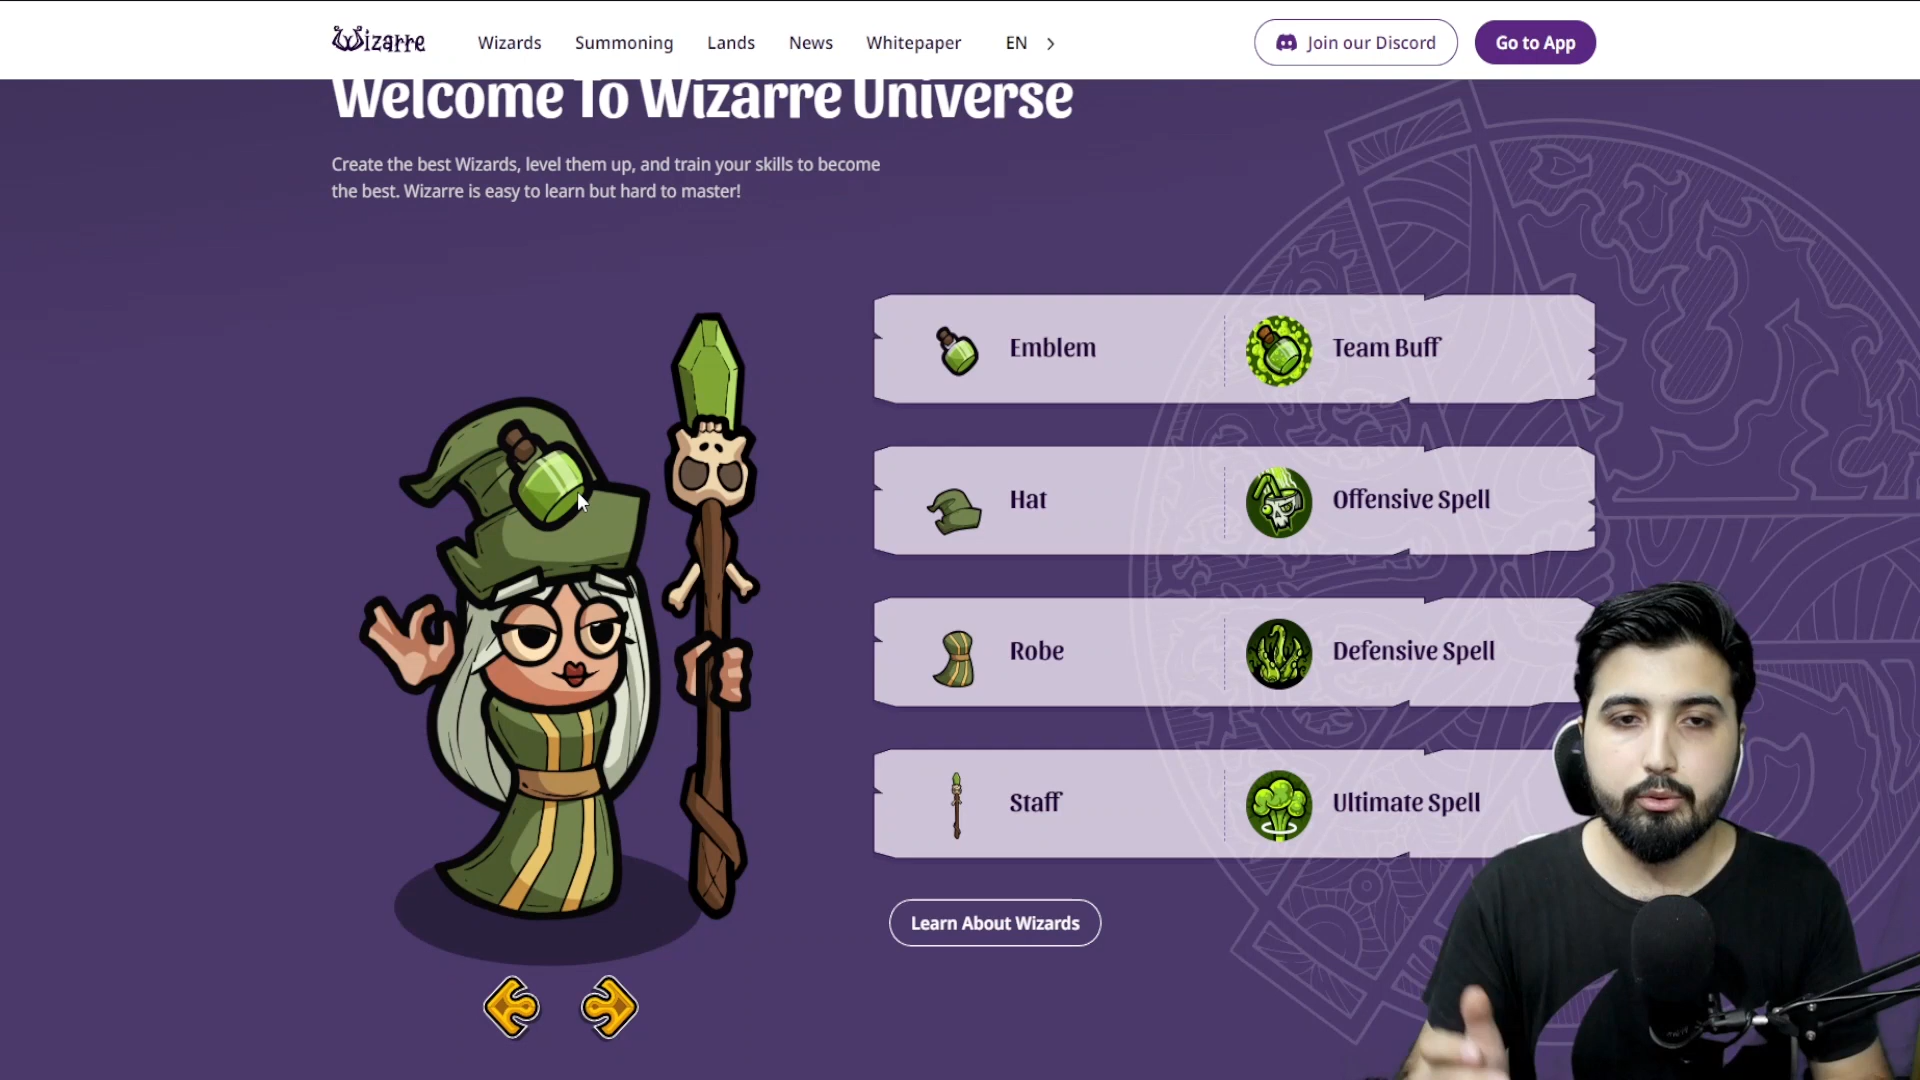 Wizarre Wizards Summoning Lands News Whitepaper EN Join our Discord Go to App
Welcome To Wizarre Universe
Create the best Wizards, level them up, and train your skills to become
the best. Wizarre is easy to learn but hard to master!
Emblem Team Buff
Hat Offensive Spell
Robe Defensive Spell
Staff Ultimate Spell
Learn About Wizards